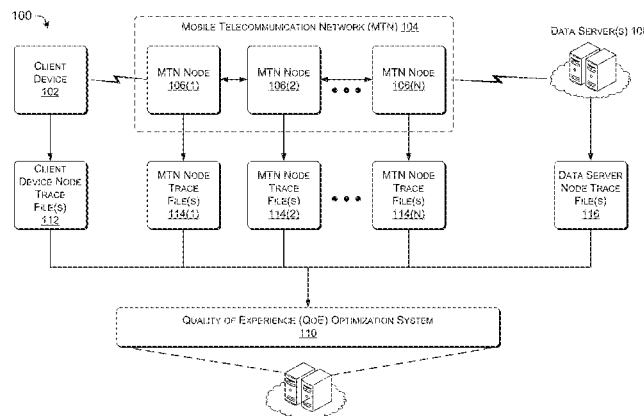 100
MOBILE TELECOMMUNICATION NETWORK (MTN) 104
DATA SERVER(S) 108
CLIENT
DEVICE
102
MTN NODE
106(1)
MTN NODE
106(2)
MTN NODE
106(N)
CLIENT
DEVICE NODE
TRACE
FILE(S)
112
MTN NODE
TRACE
FILE(S)
114(1)
MTN NODE
TRACE
FILE(S)
114(2)
MTN NODE
TRACE
FILE(S)
114(N)
DATA SERVER
NODE TRACE
FILE(S)
116
QUALITY OF EXPERIENCE (QOE) OPTIMIZATION SYSTEM
110